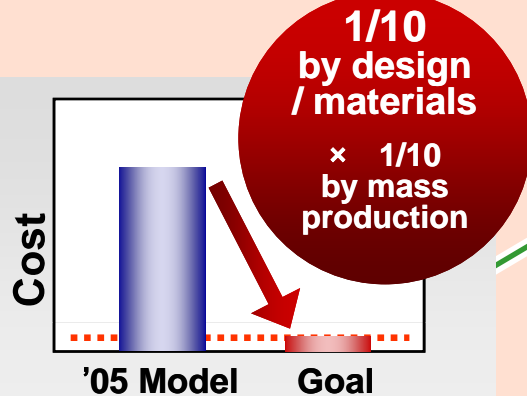 1/10
by design
/ materials
× 1/10
by mass
production
Cost
’05 Model
Goal